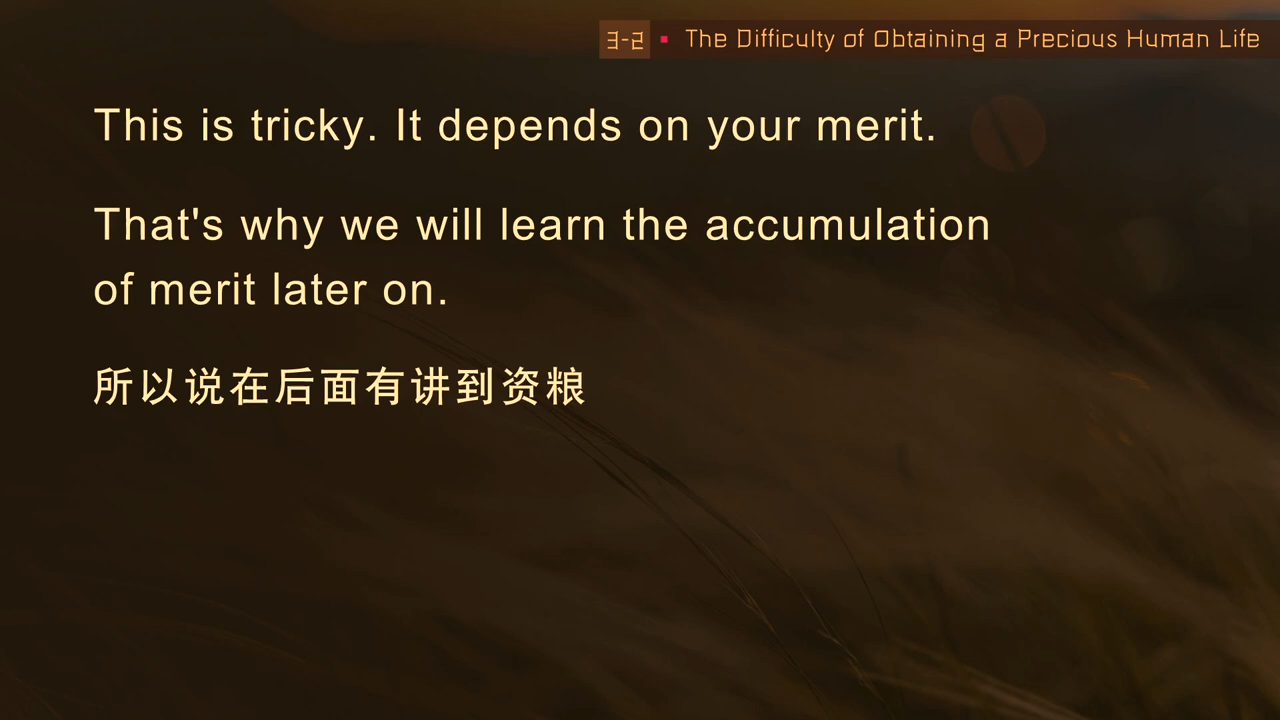 3-2 ▪ The Difficulty of Obtaining a Precious Human Life
This is tricky. It depends on your merit.
That's why we will learn the accumulation
of merit later on.
所以说在后面有讲到资粮